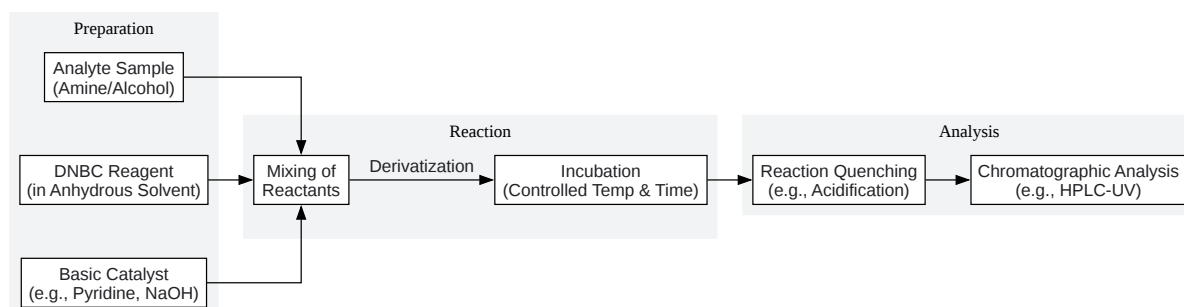 Preparation
Analyte Sample
(Amine/Alcohol)
DNBC Reagent
(in Anhydrous Solvent)
Basic Catalyst
(e.g., Pyridine, NaOH)
Reaction
Mixing of
Reactants
Derivatization
Incubation
(Controlled Temp & Time)
Analysis
Reaction Quenching
(e.g., Acidification)
Chromatographic Analysis
(e.g., HPLC-UV)